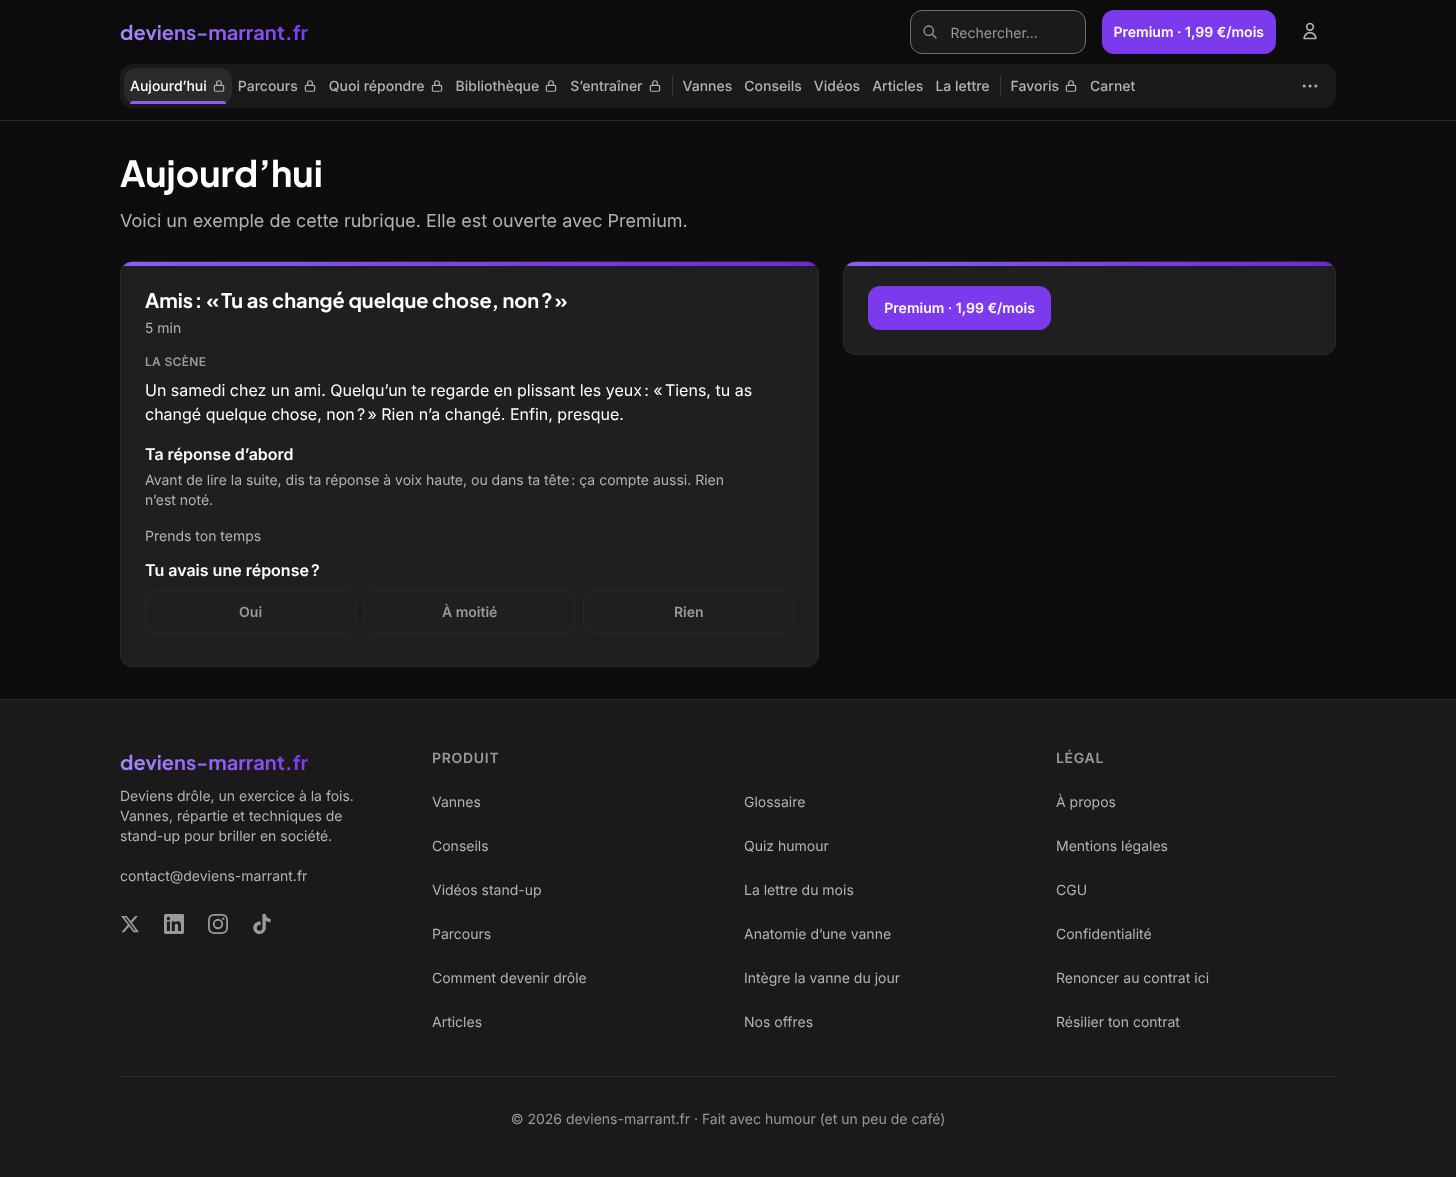 deviens-marrant.fr
Rechercher...
Premium · 1,99 €/mois
Aujourd’hui
Parcours
Quoi répondre
Bibliothèque
S’entraîner
Vannes
Conseils
Vidéos
Articles
La lettre
Favoris
Carnet
Aujourd’hui
Voici un exemple de cette rubrique. Elle est ouverte avec Premium.
Amis : « Tu as changé quelque chose, non ? »
5 min
LA SCÈNE
Un samedi chez un ami. Quelqu’un te regarde en plissant les yeux : « Tiens, tu as
changé quelque chose, non ? » Rien n’a changé. Enfin, presque.
Ta réponse d’abord
Avant de lire la suite, dis ta réponse à voix haute, ou dans ta tête : ça compte aussi. Rien
n’est noté.
Prends ton temps
Tu avais une réponse ?
Oui
À moitié
Rien
Premium · 1,99 €/mois
deviens-marrant.fr
Deviens drôle, un exercice à la fois.
Vannes, répartie et techniques de
stand-up pour briller en société.
contact@deviens-marrant.fr
PRODUIT
Vannes
Conseils
Vidéos stand-up
Parcours
Comment devenir drôle
Articles
Glossaire
Quiz humour
La lettre du mois
Anatomie d’une vanne
Intègre la vanne du jour
Nos offres
LÉGAL
À propos
Mentions légales
CGU
Confidentialité
Renoncer au contrat ici
Résilier ton contrat
© 2026 deviens-marrant.fr · Fait avec humour (et un peu de café)